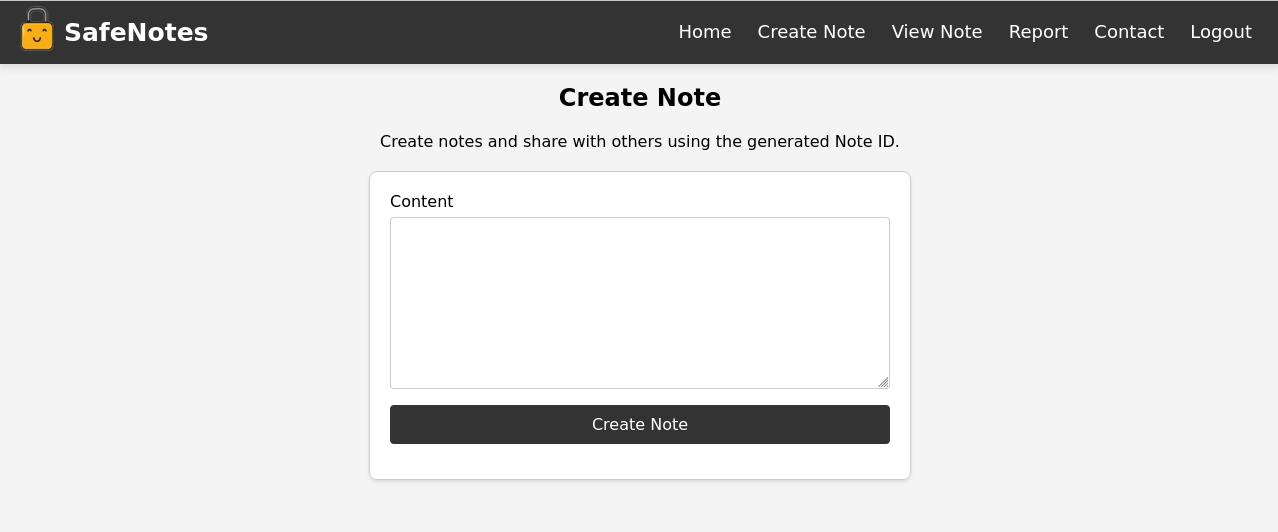 SafeNotes
Home Create Note View Note Report Contact Logout
Create Note
Create notes and share with others using the generated Note ID.
Content
Create Note